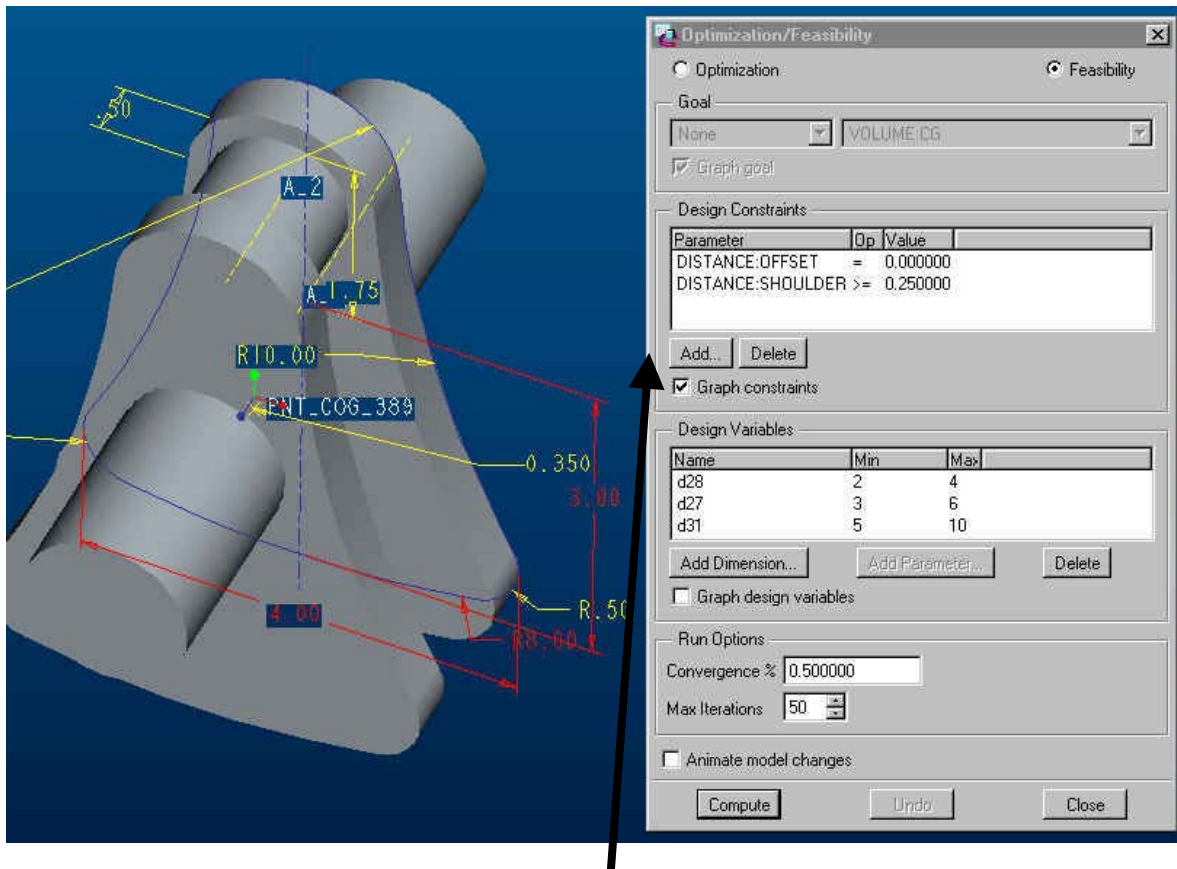 .50
A_2
A_1.75
R10.00
PNT_COG_389
0.350
3.00
4.00
R.50
R8.00
Optimization/Feasibility
Optimization Feasibility
Goal
None VOLUME:CG
Graph goal
Design Constraints
Parameter Op Value
DISTANCE:OFFSET = 0.000000
DISTANCE:SHOULDER >= 0.250000
Add... Delete
Graph constraints
Design Variables
Name Min Max
d28 2 4
d27 3 6
d31 5 10
Add Dimension... Add Parameter... Delete
Graph design variables
Run Options
Convergence % 0.500000
Max Iterations 50
Animate model changes
Compute Undo Close